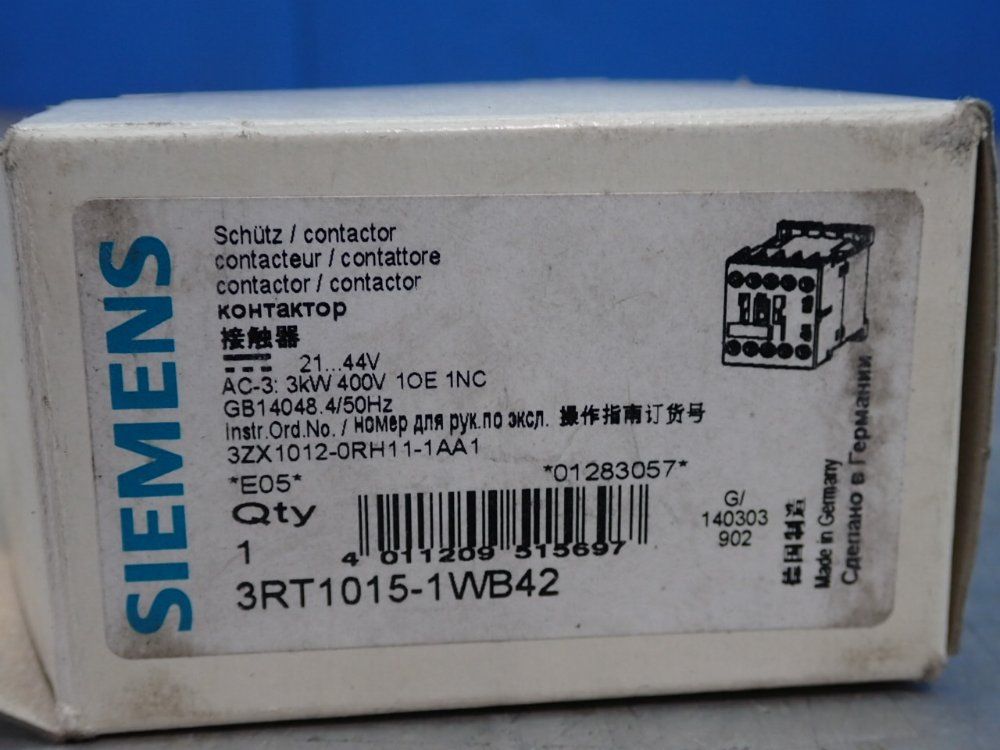 SIEMENS
Schütz / contactor
contacteur / contattore
contactor / contactor
контактор
接触器
21...44V
AC-3: 3kW 400V 1OE 1NC
GB14048.4/50Hz
Instr.Ord.No. / номер для рук.по эксл. 操作指南订货号
3ZX1012-0RH11-1AA1
*E05* *01283057*
Qty
1
4 011209 515697
3RT1015-1WB42
G/
140303
902
德国制造
Made in Germany
Сделано в Германии